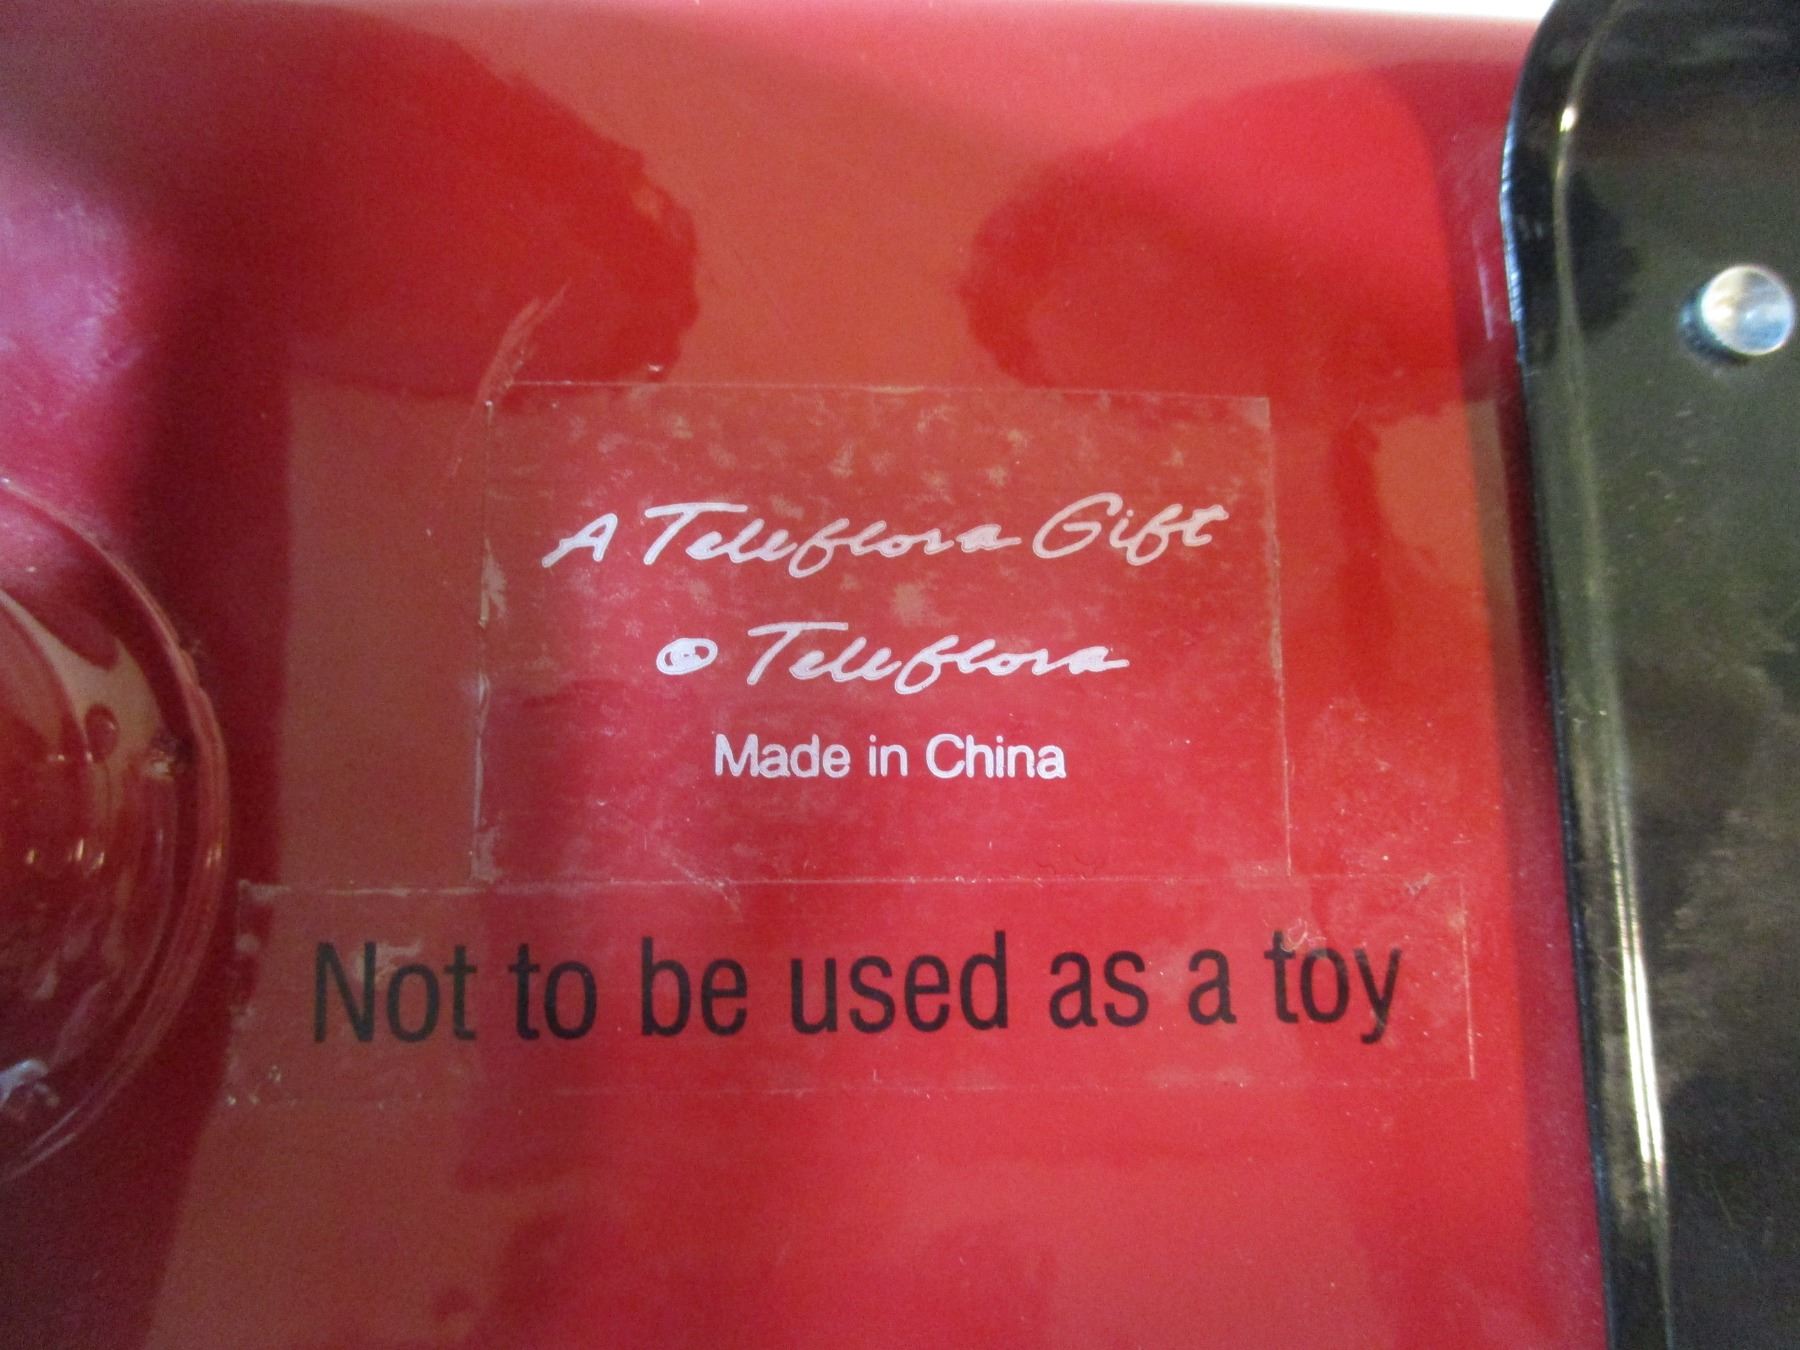 A Teleflora Gift
© Teleflora
Made in China
Not to be used as a toy